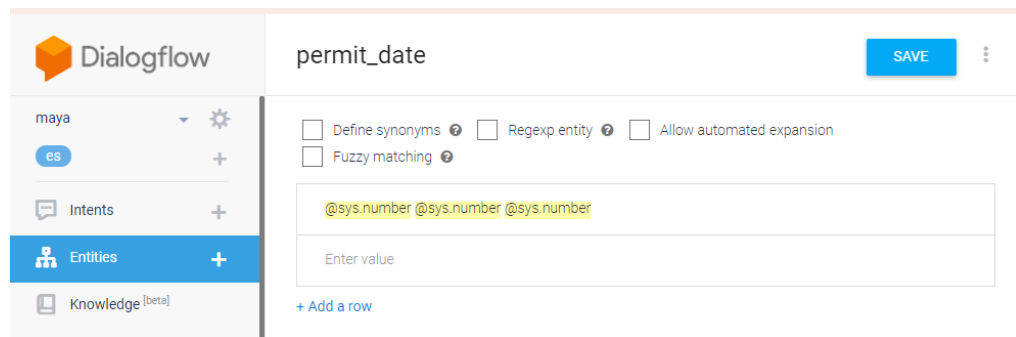 Dialogflow
permit_date
SAVE
maya
es
Intents
Entities
Knowledge [beta]
Define synonyms ? Regexp entity ? Allow automated expansion
Fuzzy matching ?
@sys.number @sys.number @sys.number
Enter value
+ Add a row